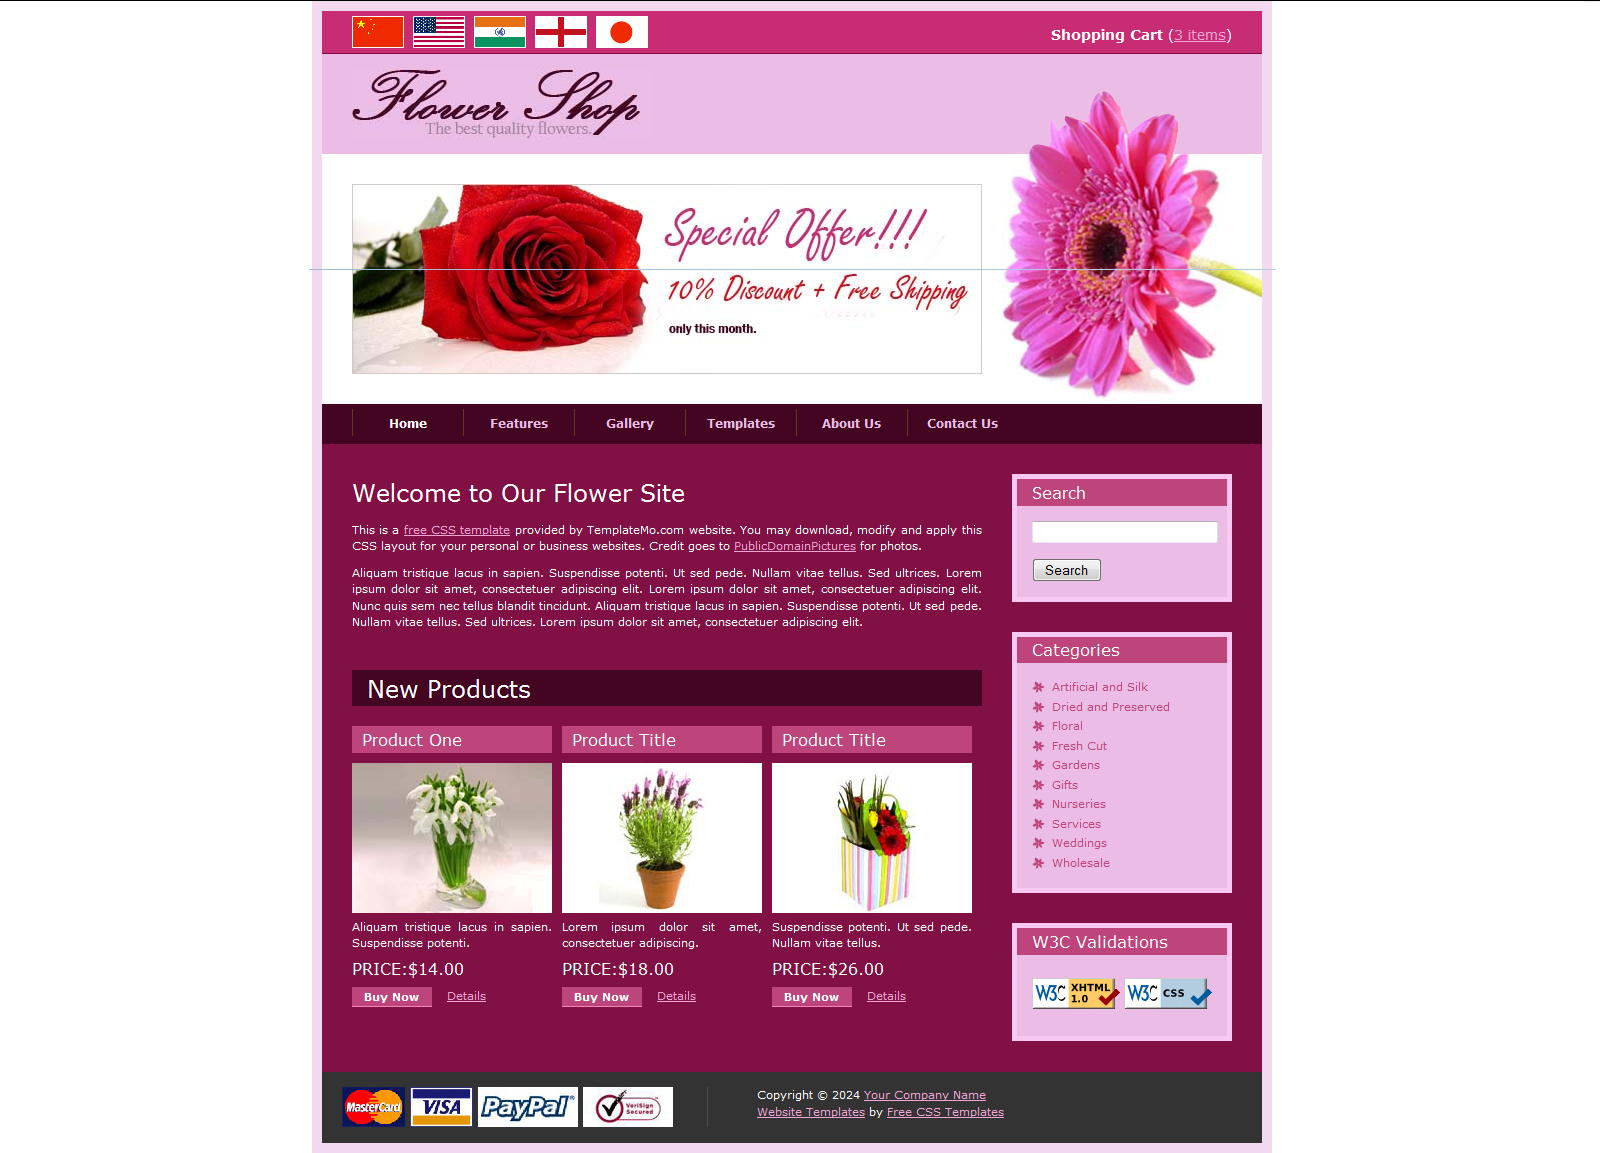 Shopping Cart (3 items)
Flower Shop
The best quality flowers.
Special Offer!!!
10% Discount + Free Shipping
only this month.
Home Features Gallery Templates About Us Contact Us
Welcome to Our Flower Site
This is a free CSS template provided by TemplateMo.com website. You may download, modify and apply this
CSS layout for your personal or business websites. Credit goes to PublicDomainPictures for photos.
Aliquam tristique lacus in sapien. Suspendisse potenti. Ut sed pede. Nullam vitae tellus. Sed ultrices. Lorem
ipsum dolor sit amet, consectetuer adipiscing elit. Lorem ipsum dolor sit amet, consectetuer adipiscing elit.
Nunc quis sem nec tellus blandit tincidunt. Aliquam tristique lacus in sapien. Suspendisse potenti. Ut sed pede.
Nullam vitae tellus. Sed ultrices. Lorem ipsum dolor sit amet, consectetuer adipiscing elit.
New Products
Product One
Aliquam tristique lacus in sapien.
Suspendisse potenti.
PRICE:$14.00
Buy Now Details
Product Title
Lorem ipsum dolor sit amet,
consectetuer adipiscing.
PRICE:$18.00
Buy Now Details
Product Title
Suspendisse potenti. Ut sed pede.
Nullam vitae tellus.
PRICE:$26.00
Buy Now Details
Search
Search
Categories
Artificial and Silk
Dried and Preserved
Floral
Fresh Cut
Gardens
Gifts
Nurseries
Services
Weddings
Wholesale
W3C Validations
W3C XHTML 1.0
W3C CSS
MasterCard
VISA
PayPal
VeriSign
Secured
Copyright © 2024 Your Company Name
Website Templates by Free CSS Templates